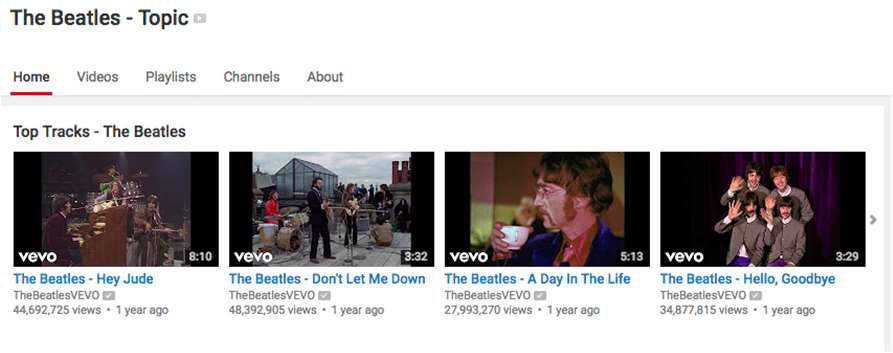 The Beatles - Topic
Home Videos Playlists Channels About
Top Tracks - The Beatles
vevo 8:10 vevo 3:32 vevo 5:13 vevo 3:29
The Beatles - Hey Jude The Beatles - Don't Let Me Down The Beatles - A Day In The Life The Beatles - Hello, Goodbye
TheBeatlesVEVO TheBeatlesVEVO TheBeatlesVEVO TheBeatlesVEVO
44,692,725 views • 1 year ago 48,392,905 views • 1 year ago 27,993,270 views • 1 year ago 34,877,815 views • 1 year ago